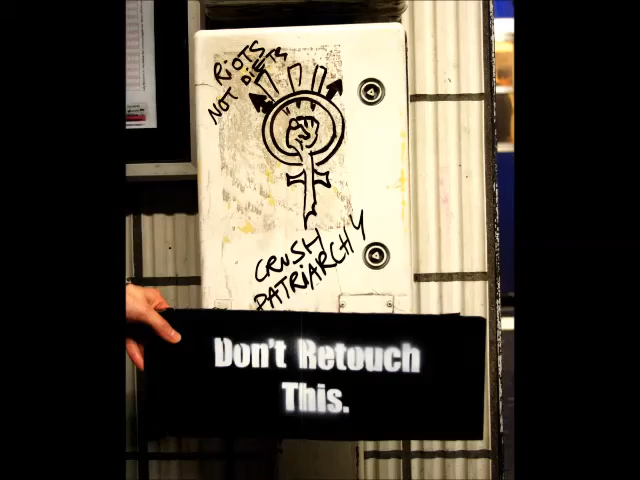 RiOTS
NOT DiETS
CRUSH
PATRiARCHY
Don't Retouch
This.